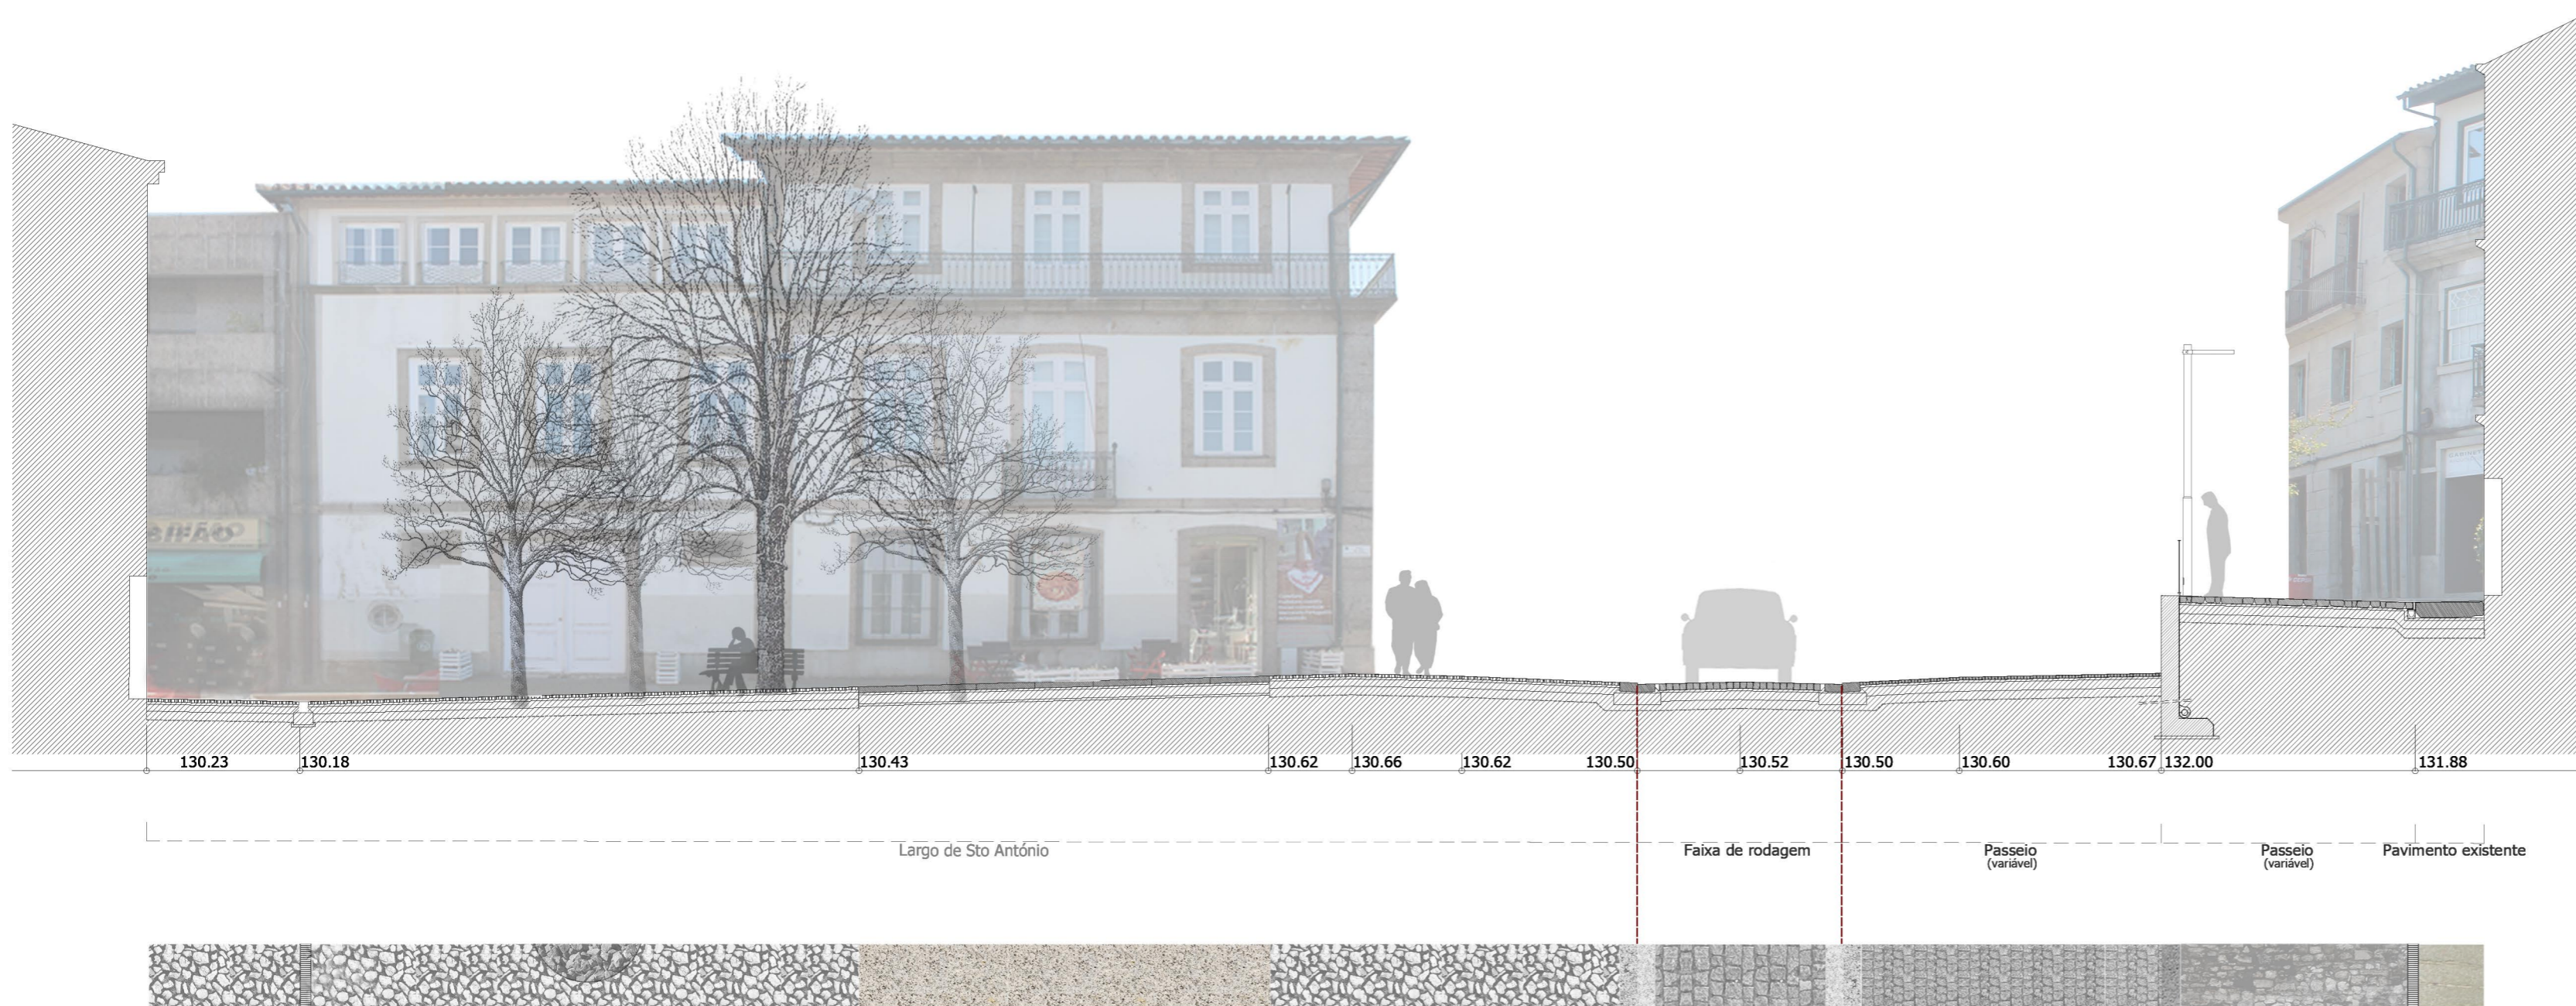 BIFÃO
130.23
130.18
130.43
130.62
130.66
130.62
130.50
130.52
130.50
130.60
130.67
132.00
131.88
Largo de Sto António
Faixa de rodagem
Passeio
(variável)
Passeio
(variável)
Pavimento existente